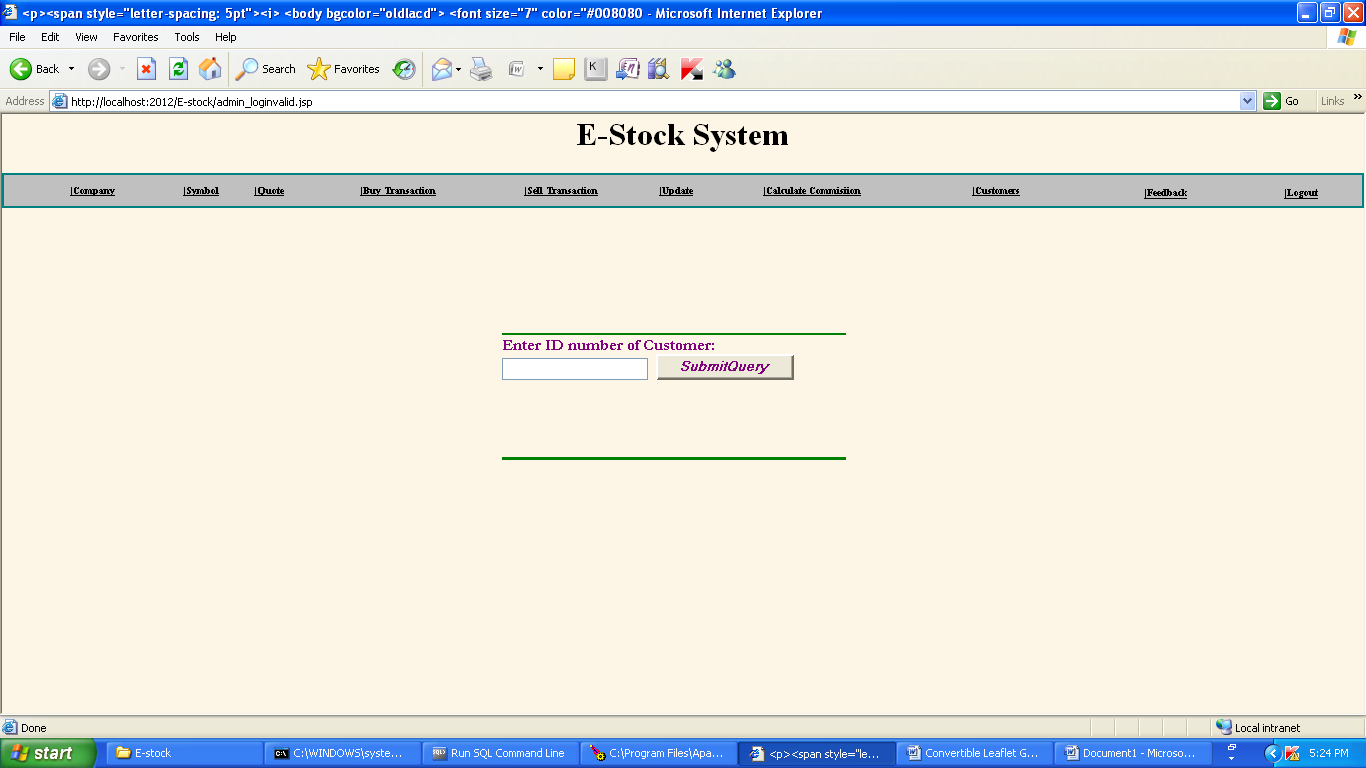 <p><span style="letter-spacing: 5pt"><i> <body bgcolor="oldlacd"> <font size="7" color="#008080 - Microsoft Internet Explorer
File Edit View Favorites Tools Help
Back Search Favorites
Address http://localhost:2012/E-stock/admin_loginvalid.jsp Go Links »
E-Stock System
|Company |Symbol |Quote |Buy Transaction |Sell Transaction |Update |Calculate Commisiion |Customers |Feedback |Logout
Enter ID number of Customer:
SubmitQuery
Done Local intranet
start E-stock C:\WINDOWS\syste... Run SQL Command Line C:\Program Files\Apa... <p><span style="le... Convertible Leaflet G... Document1 - Microso... 5:24 PM